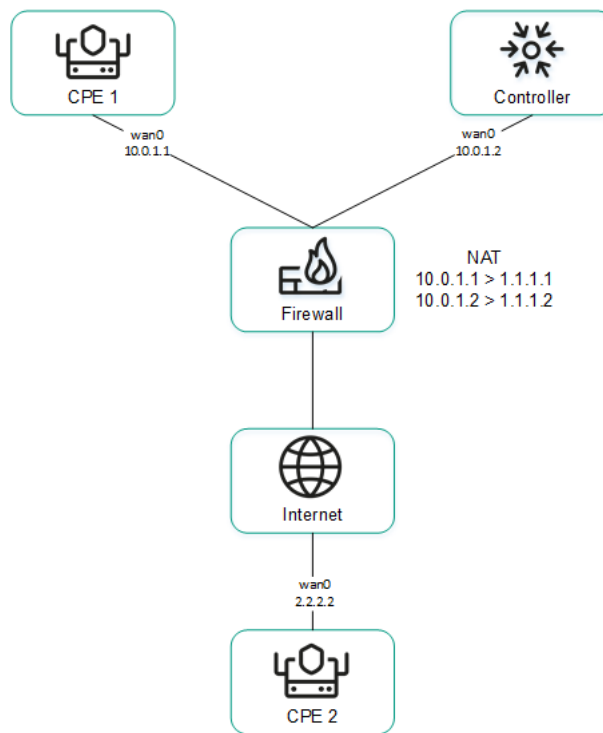 CPE 1
Controller
wan0
10.0.1.1
wan0
10.0.1.2
Firewall
NAT
10.0.1.1 > 1.1.1.1
10.0.1.2 > 1.1.1.2
Internet
wan0
2.2.2.2
CPE 2